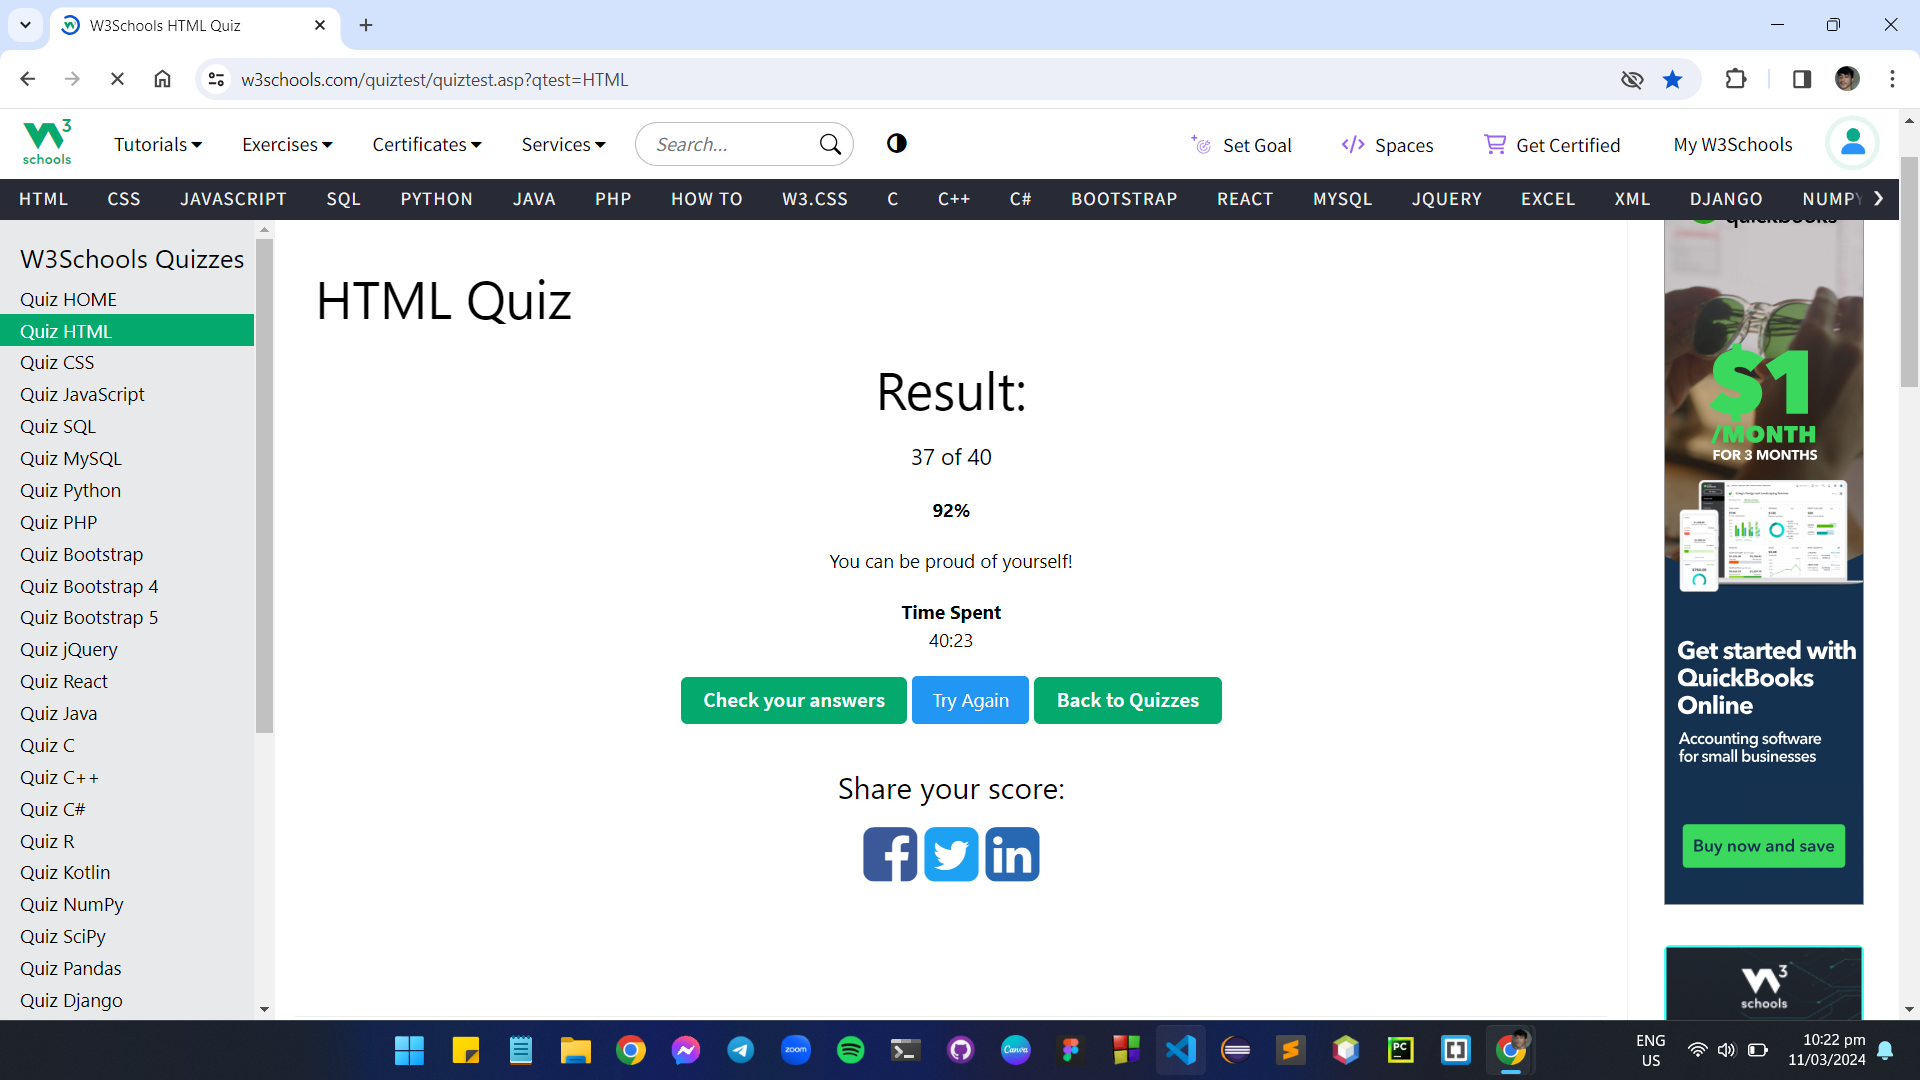 W3Schools HTML Quiz
w3schools.com/quiztest/quiztest.asp?qtest=HTML
W3 schools
Tutorials
Exercises
Certificates
Services
Search...
Set Goal
Spaces
Get Certified
My W3Schools
HTML CSS JAVASCRIPT SQL PYTHON JAVA PHP HOW TO W3.CSS C C++ C# BOOTSTRAP REACT MYSQL JQUERY EXCEL XML DJANGO NUMPY
W3Schools Quizzes
Quiz HOME
Quiz HTML
Quiz CSS
Quiz JavaScript
Quiz SQL
Quiz MySQL
Quiz Python
Quiz PHP
Quiz Bootstrap
Quiz Bootstrap 4
Quiz Bootstrap 5
Quiz jQuery
Quiz React
Quiz Java
Quiz C
Quiz C++
Quiz C#
Quiz R
Quiz Kotlin
Quiz NumPy
Quiz SciPy
Quiz Pandas
Quiz Django
HTML Quiz
Result:
37 of 40
92%
You can be proud of yourself!
Time Spent
40:23
Check your answers
Try Again
Back to Quizzes
Share your score:
quickbooks
$1
/MONTH
FOR 3 MONTHS
Get started with
QuickBooks
Online
Accounting software
for small businesses
Buy now and save
W3
schools
zoom
Canva
PC
ENG
US
10:22 pm
11/03/2024